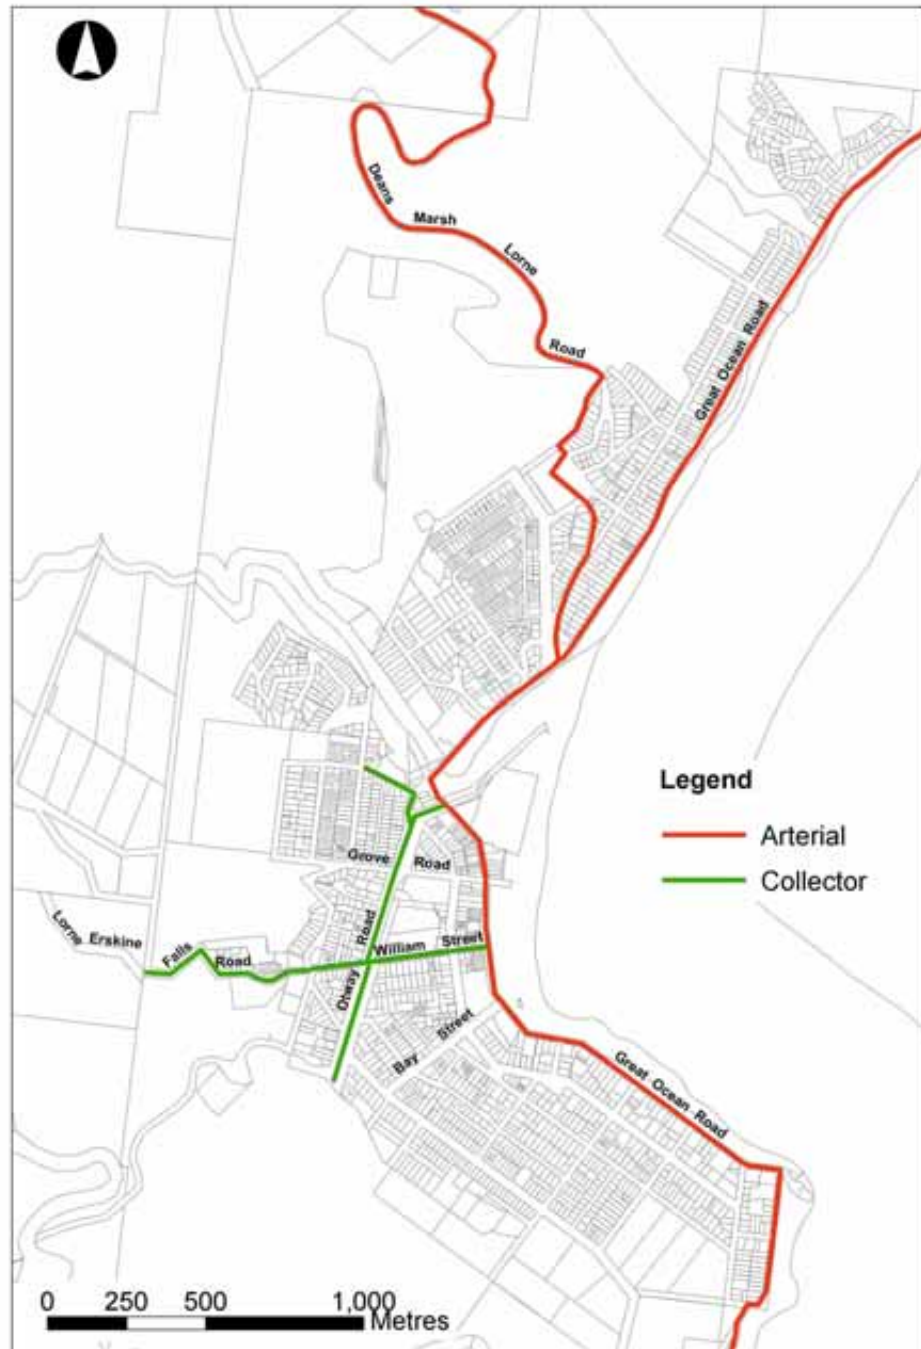 Deans
Marsh
Lorne
Road
Great Ocean Road
Legend
Arterial
Collector
Grove Road
Otway Road
William Street
Lorne Erskine
Falls Road
Bay Street
Great Ocean Road
0 250 500 1,000
Metres